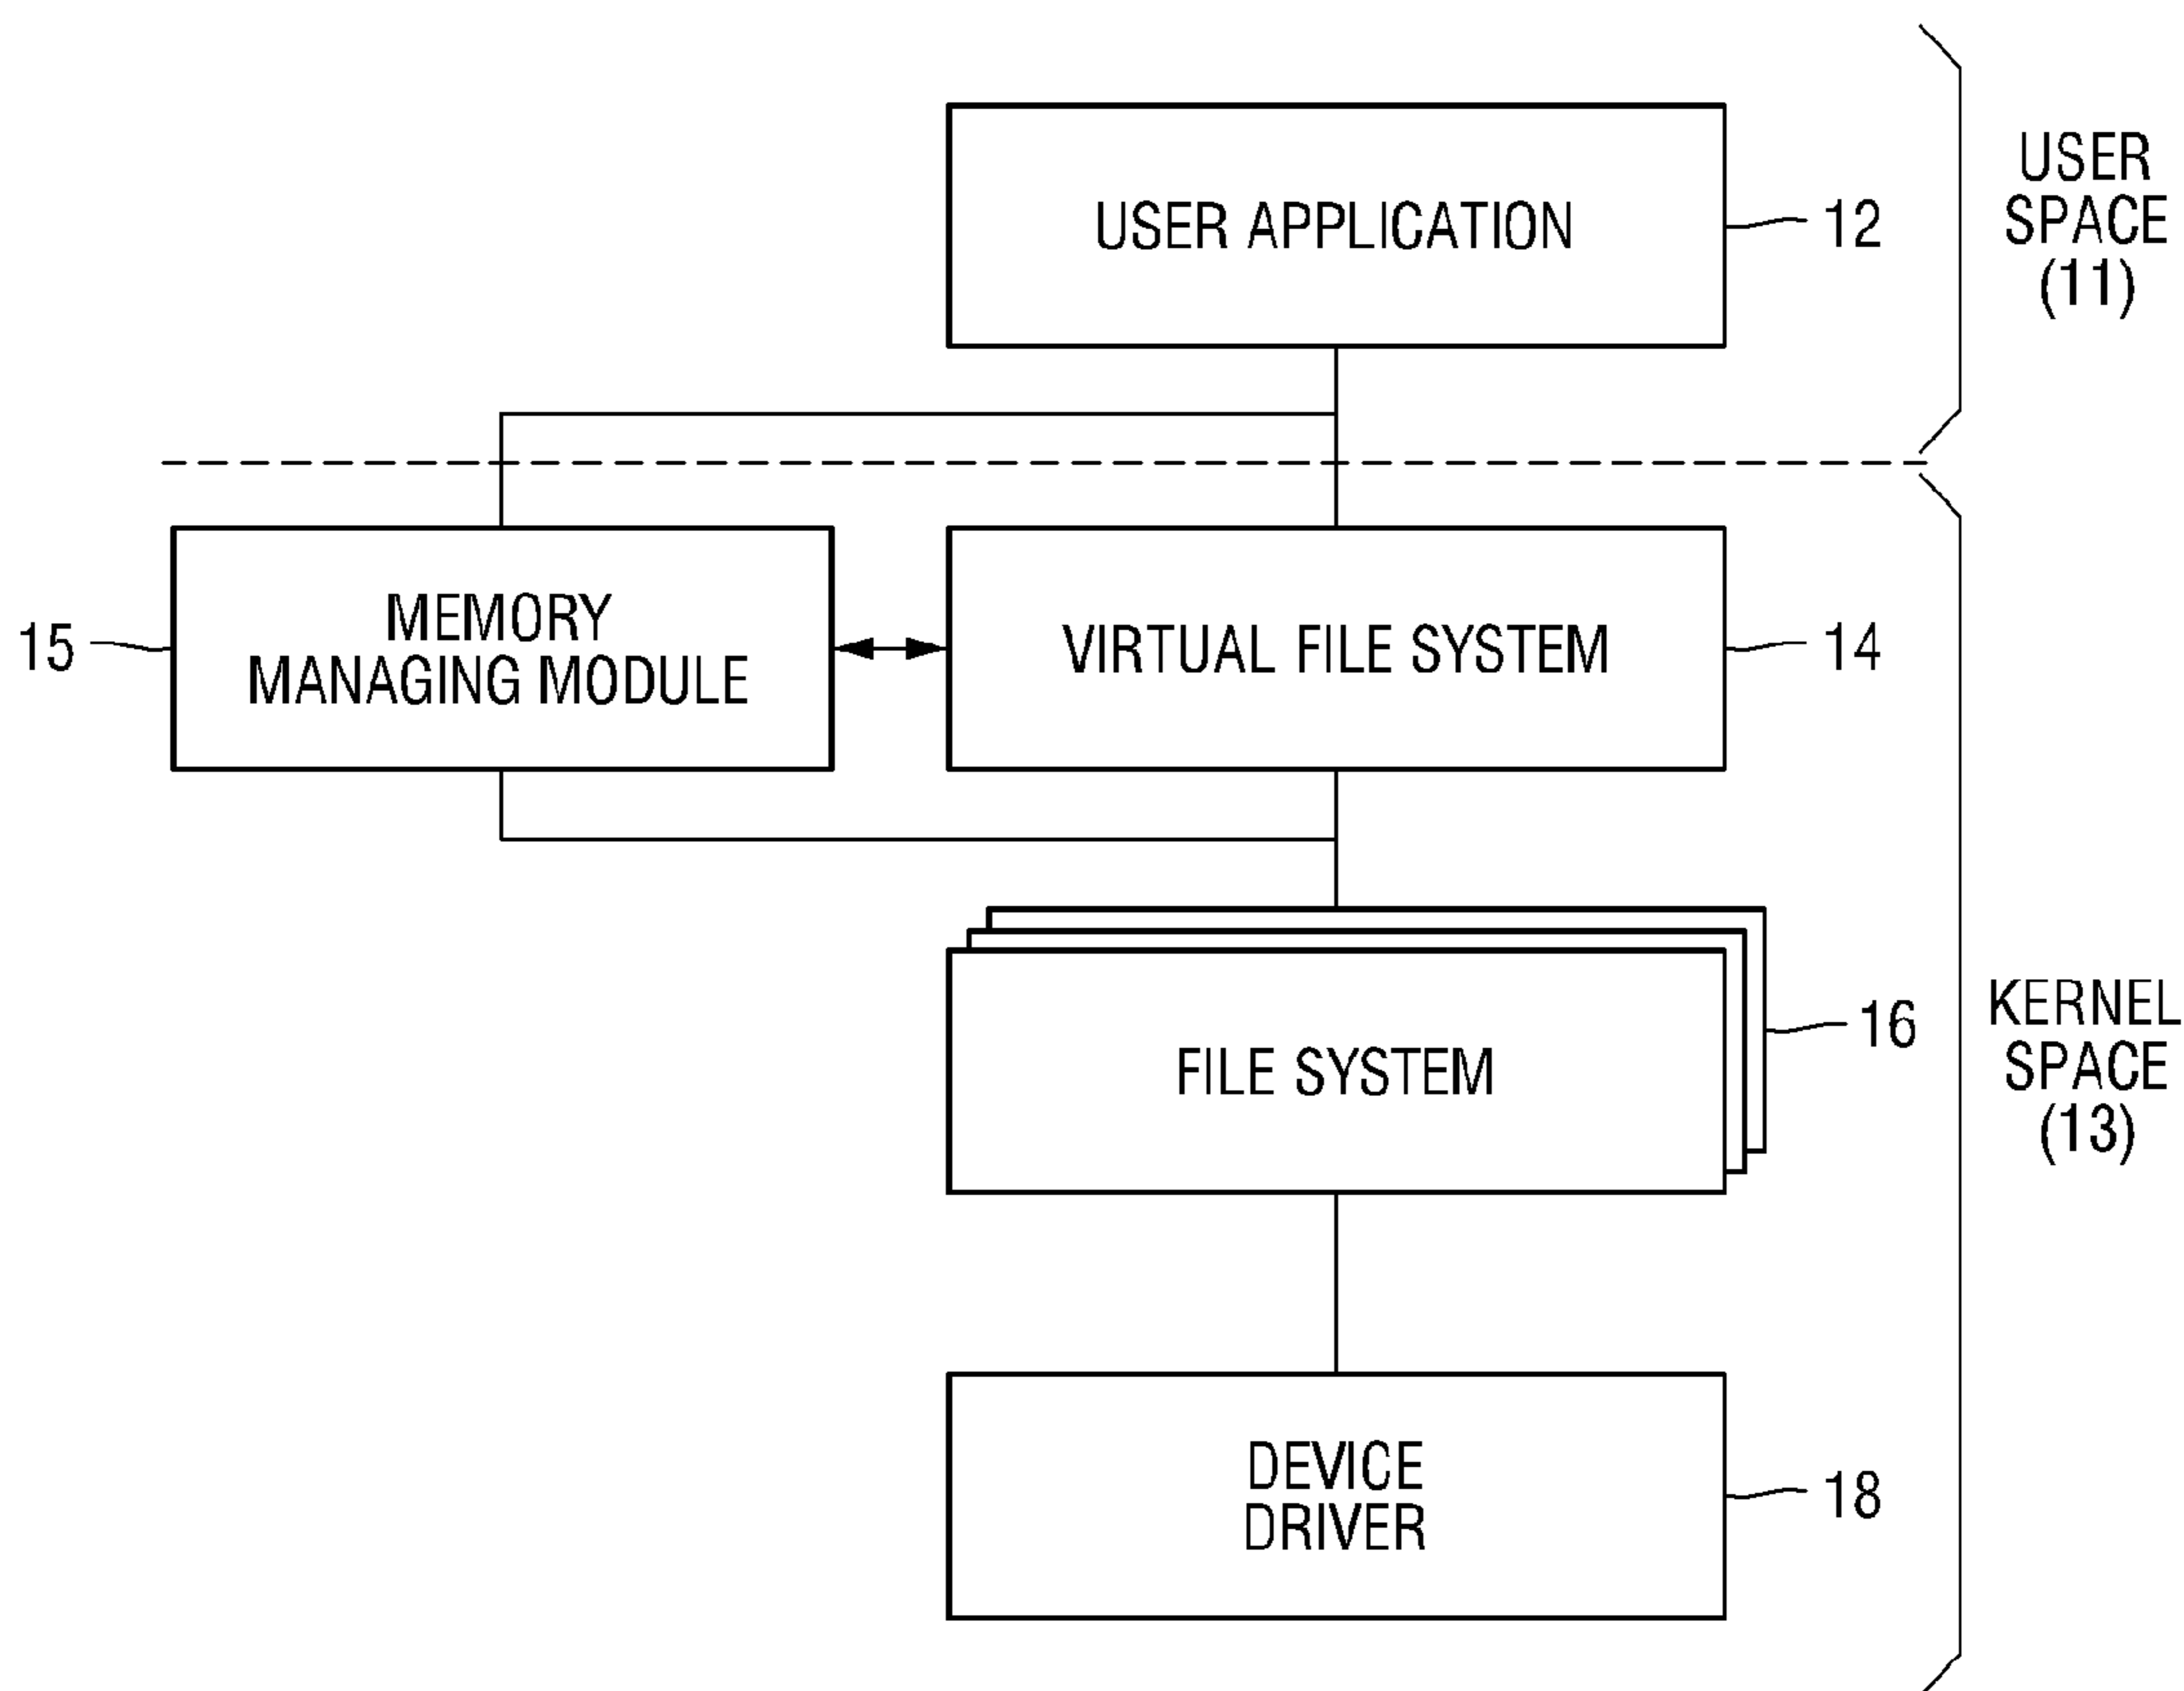 USER APPLICATION
12
USER
SPACE
(11)
15
MEMORY
MANAGING MODULE
VIRTUAL FILE SYSTEM
14
FILE SYSTEM
16
KERNEL
SPACE
(13)
DEVICE
DRIVER
18